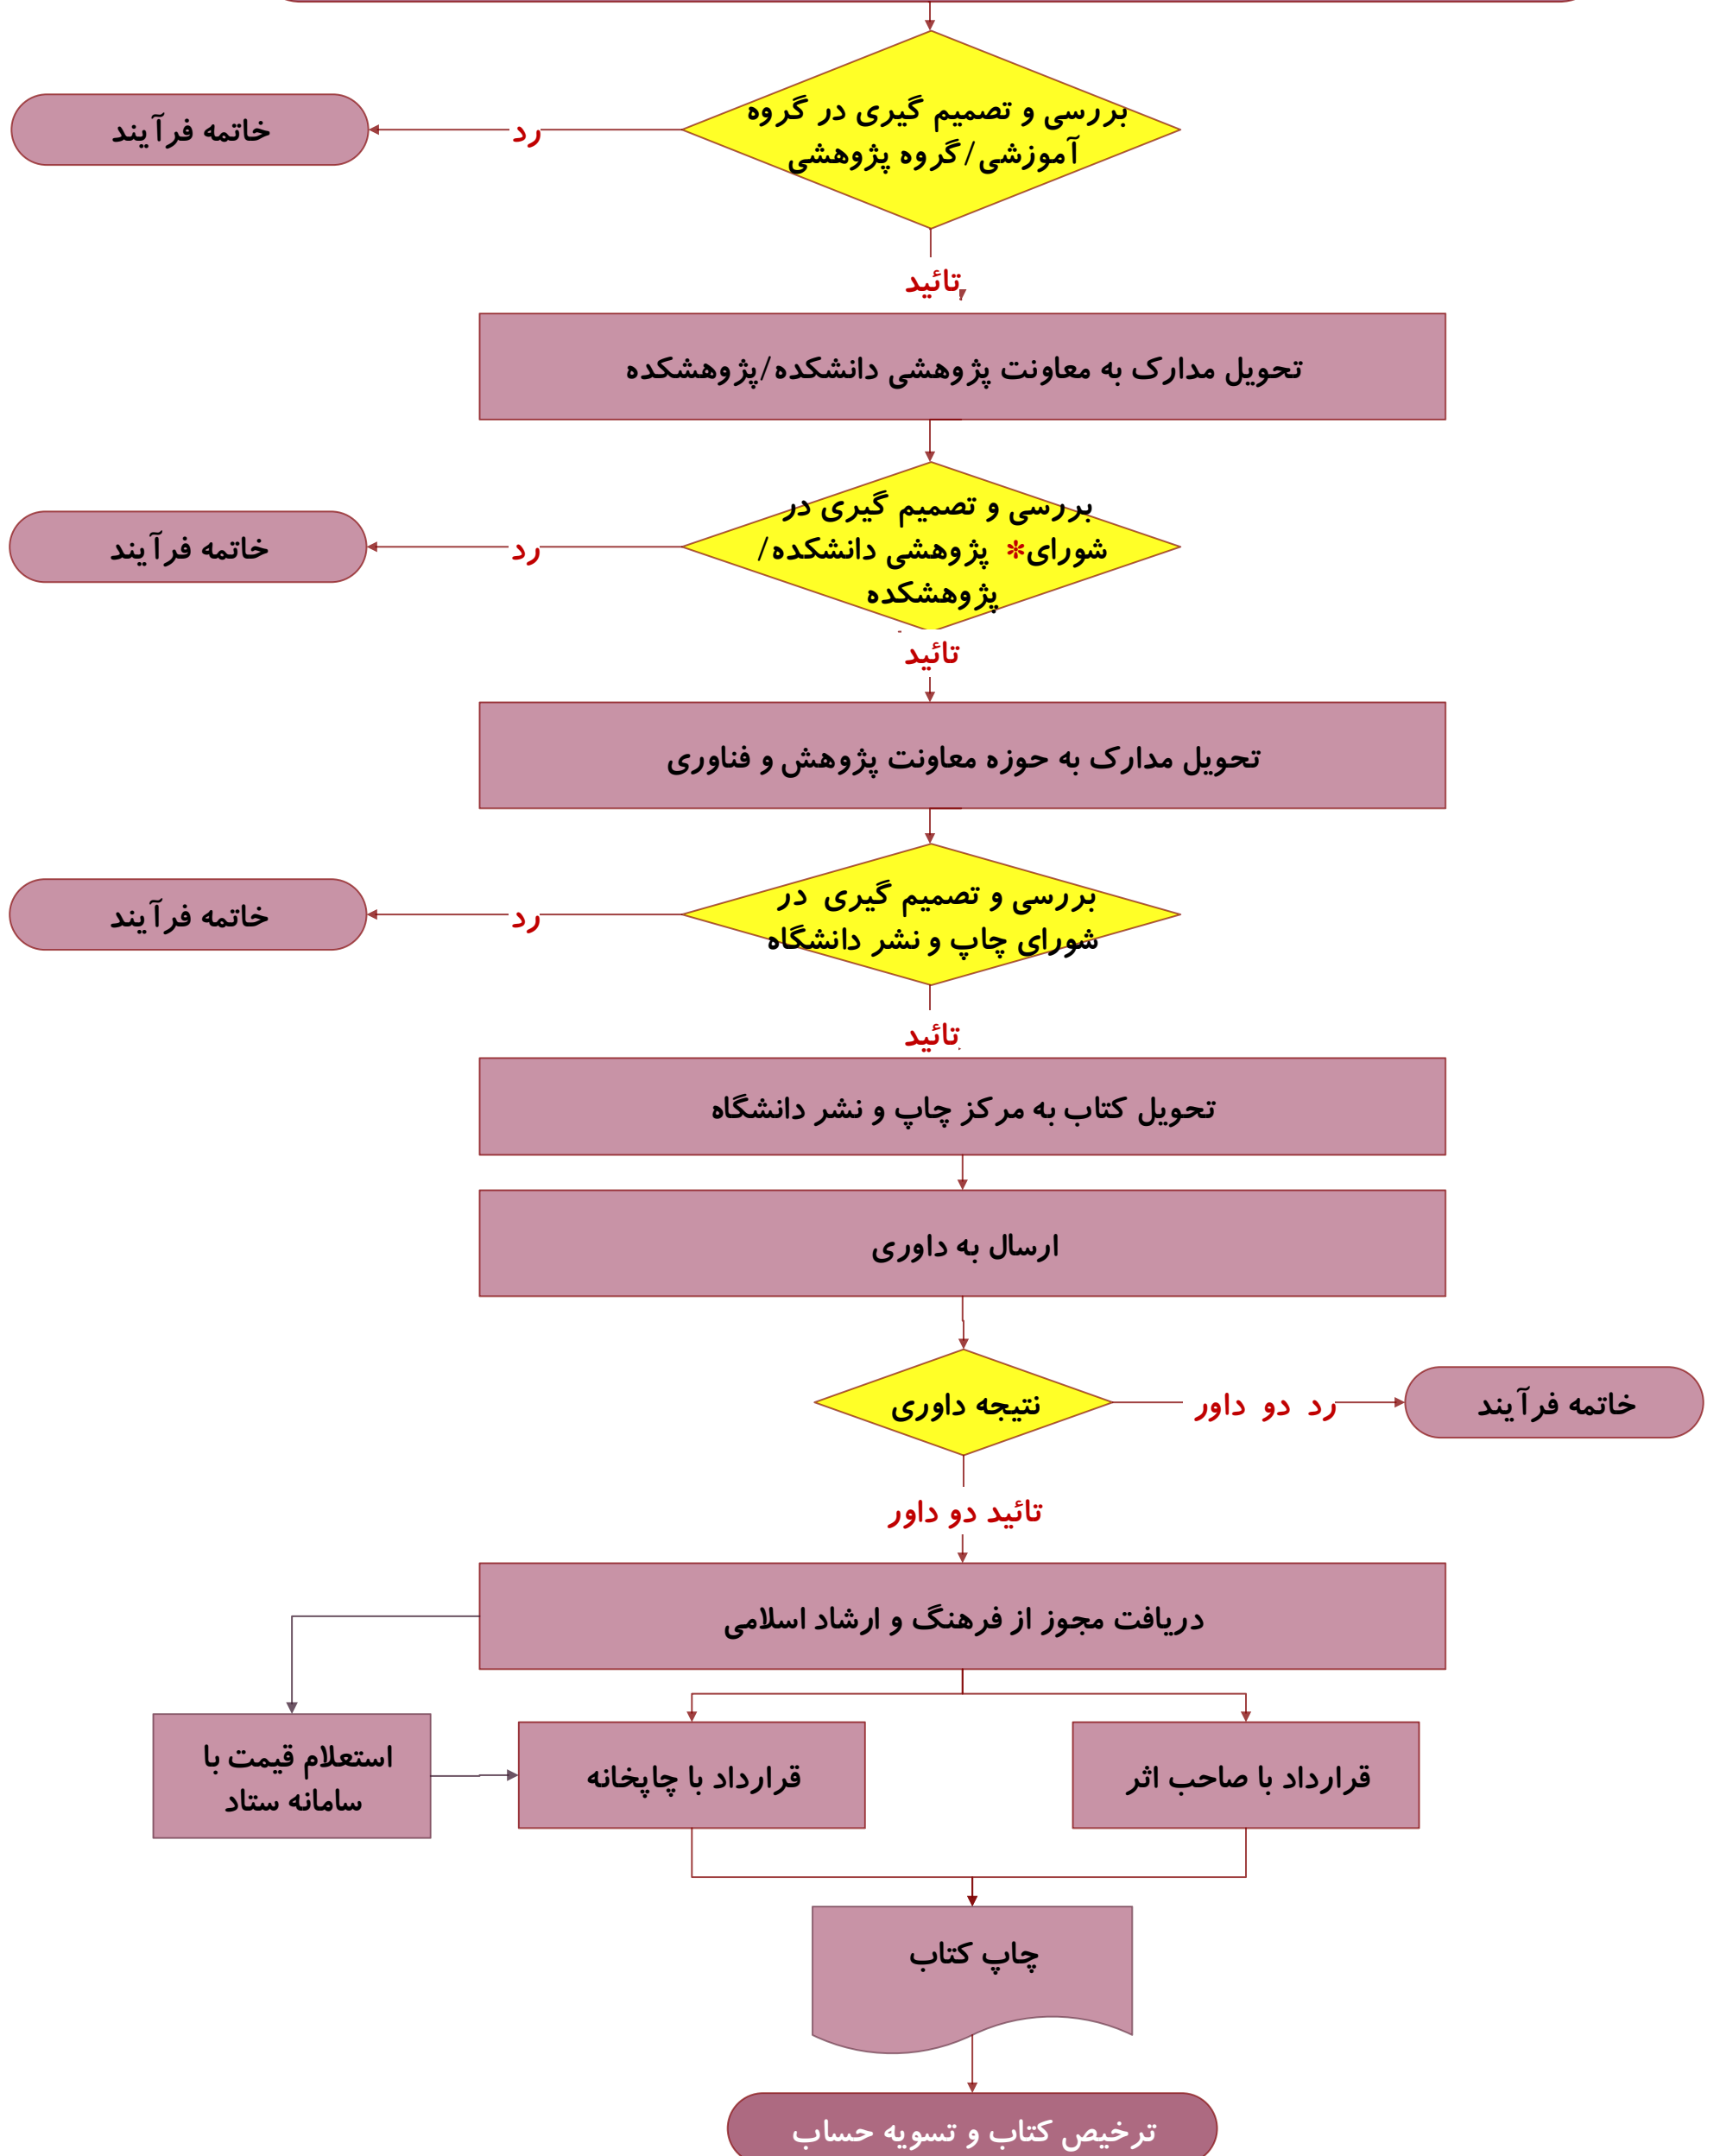 بررسی و تصمیم گیری در گروه
آموزشی/گروه پژوهشی
رد
خاتمه فرآیند
تائید
تحویل مدارک به معاونت پژوهشی دانشکده/پژوهشکده
بررسی و تصمیم گیری در
شورای* پژوهشی دانشکده/
پژوهشکده
رد
خاتمه فرآیند
تائید
تحویل مدارک به حوزه معاونت پژوهش و فناوری
بررسی و تصمیم گیری در
شورای چاپ و نشر دانشگاه
رد
خاتمه فرآیند
تائید
تحویل کتاب به مرکز چاپ و نشر دانشگاه
ارسال به داوری
نتیجه داوری
رد دو داور
خاتمه فرآیند
تائید دو داور
دریافت مجوز از فرهنگ و ارشاد اسلامی
قرارداد با صاحب اثر
قرارداد با چاپخانه
استعلام قیمت با
سامانه ستاد
چاپ کتاب
ترخیص کتاب و تسویه حساب